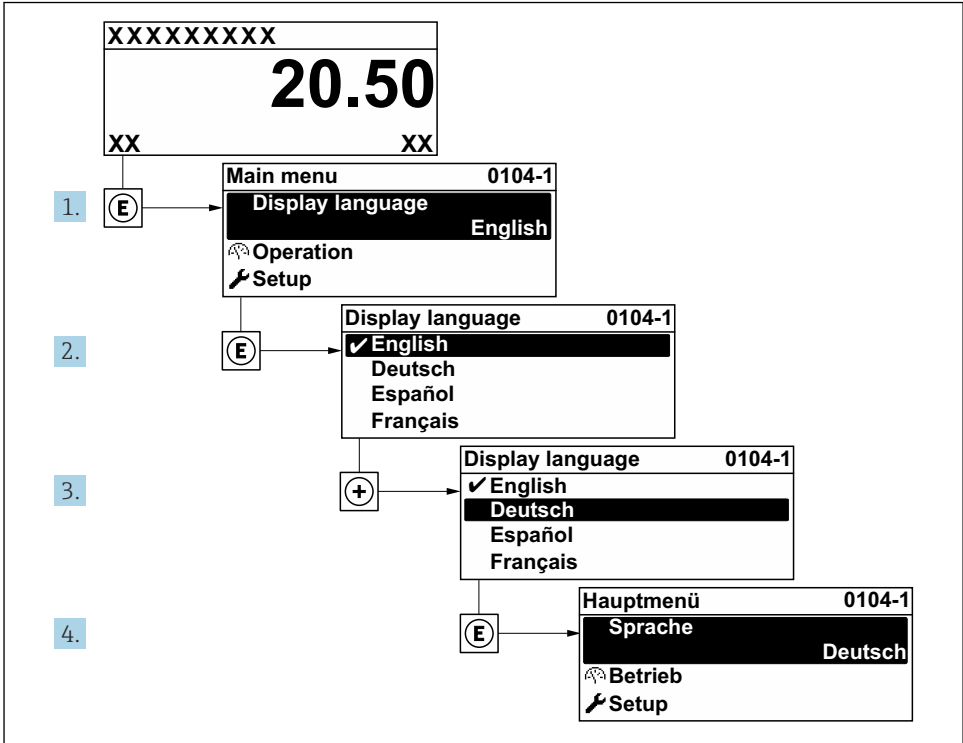 XXXXXXXXX
20.50
XX XX
Main menu 0104-1
1. E Display language
English
Operation
Setup
Display language 0104-1
2. E ✔ English
Deutsch
Español
Français
Display language 0104-1
3. + ✔ English
Deutsch
Español
Français
Hauptmenü 0104-1
4. E Sprache
Deutsch
Betrieb
Setup